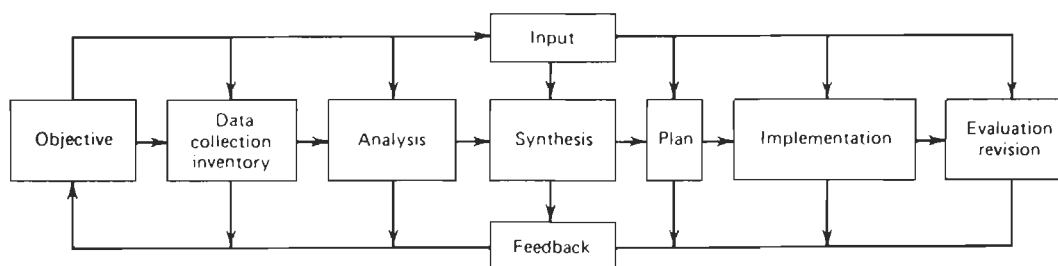 Input
Objective
Data
collection
inventory
Analysis
Synthesis
Plan
Implementation
Evaluation
revision
Feedback